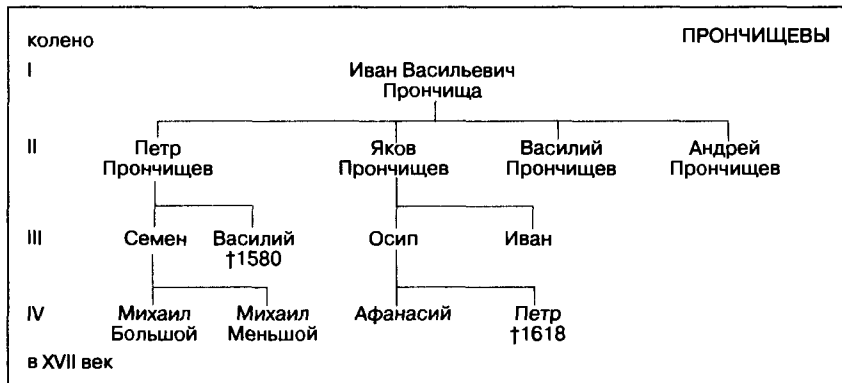 колено ПРОНЧИЩЕВЫ
I Иван Васильевич
Прончища
II Петр Яков Василий Андрей
Прончищев Прончищев Прончищев Прончищев
III Семен Василий Осип Иван
†1580
IV Михаил Михаил Афанасий Петр
Большой Меньшой †1618
в XVII век